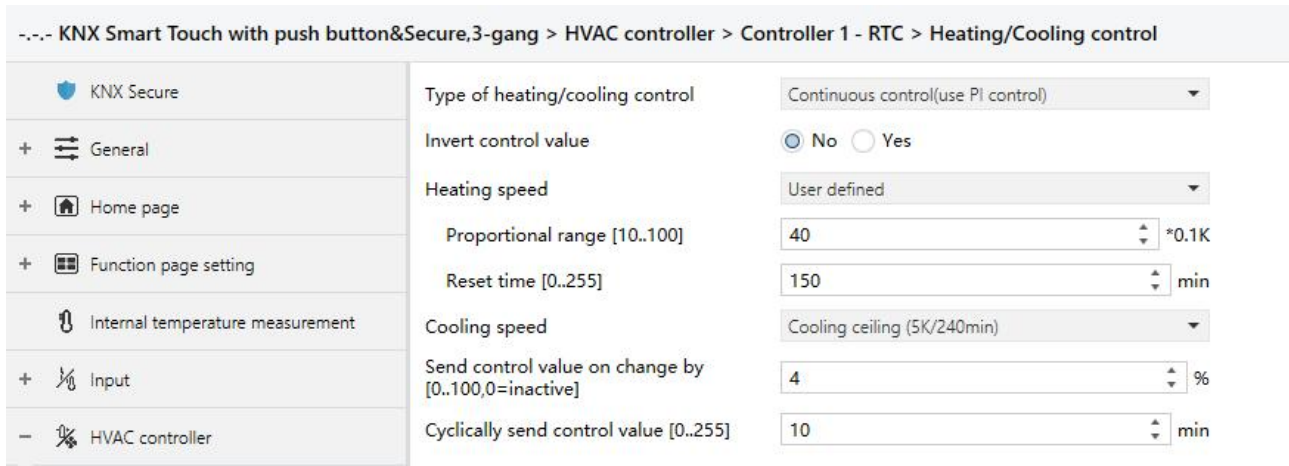 -.-.- KNX Smart Touch with push button&Secure,3-gang > HVAC controller > Controller 1 - RTC > Heating/Cooling control
KNX Secure
+ General
+ Home page
+ Function page setting
Internal temperature measurement
+ Input
− HVAC controller
Type of heating/cooling control Continuous control(use PI control)
Invert control value No Yes
Heating speed User defined
Proportional range [10..100] 40 *0.1K
Reset time [0..255] 150 min
Cooling speed Cooling ceiling (5K/240min)
Send control value on change by
[0..100,0=inactive] 4 %
Cyclically send control value [0..255] 10 min